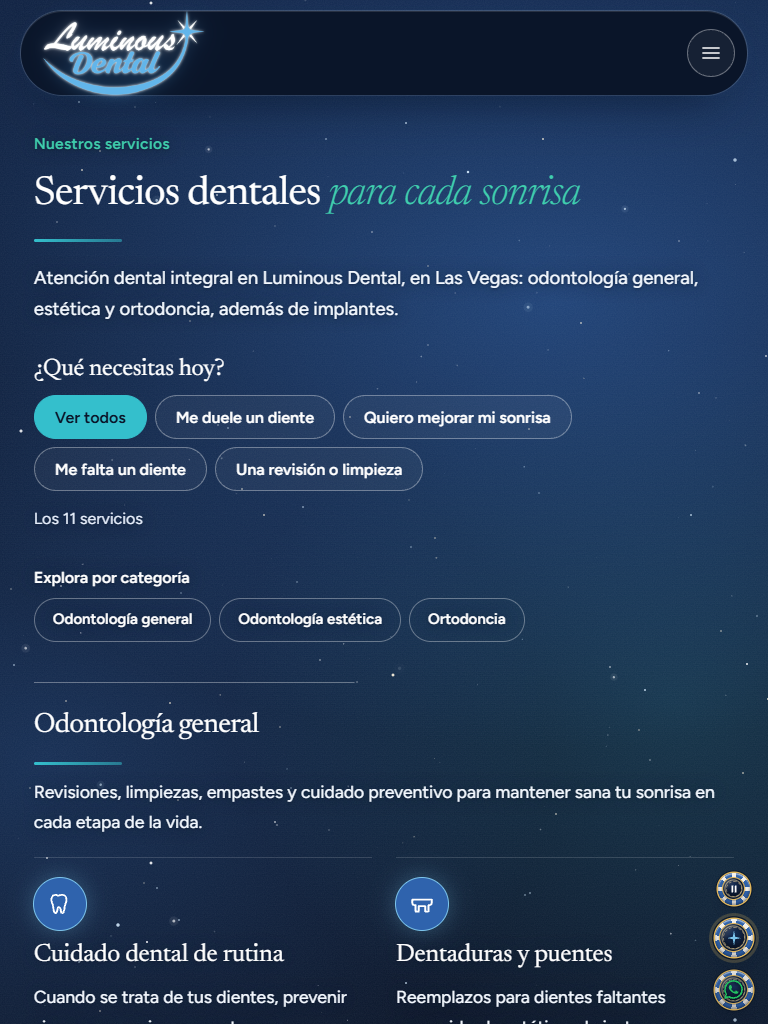 Luminous
Dental
Nuestros servicios
Servicios dentales para cada sonrisa
Atención dental integral en Luminous Dental, en Las Vegas: odontología general,
estética y ortodoncia, además de implantes.
¿Qué necesitas hoy?
Ver todos
Me duele un diente
Quiero mejorar mi sonrisa
Me falta un diente
Una revisión o limpieza
Los 11 servicios
Explora por categoría
Odontología general
Odontología estética
Ortodoncia
Odontología general
Revisiones, limpiezas, empastes y cuidado preventivo para mantener sana tu sonrisa en
cada etapa de la vida.
Cuidado dental de rutina
Cuando se trata de tus dientes, prevenir
Dentaduras y puentes
Reemplazos para dientes faltantes